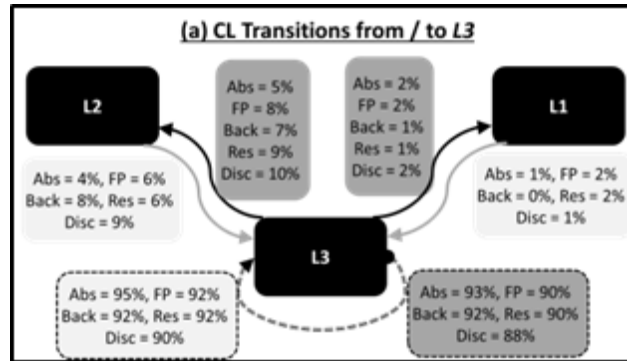 (a) CL Transitions from / to L3
L2
Abs = 5%
FP = 8%
Back = 7%
Res = 9%
Disc = 10%
Abs = 2%
FP = 2%
Back = 1%
Res = 1%
Disc = 2%
L1
Abs = 4%, FP = 6%
Back = 8%, Res = 6%
Disc = 9%
Abs = 1%, FP = 2%
Back = 0%, Res = 2%
Disc = 1%
L3
Abs = 95%, FP = 92%
Back = 92%, Res = 92%
Disc = 90%
Abs = 93%, FP = 90%
Back = 92%, Res = 90%
Disc = 88%